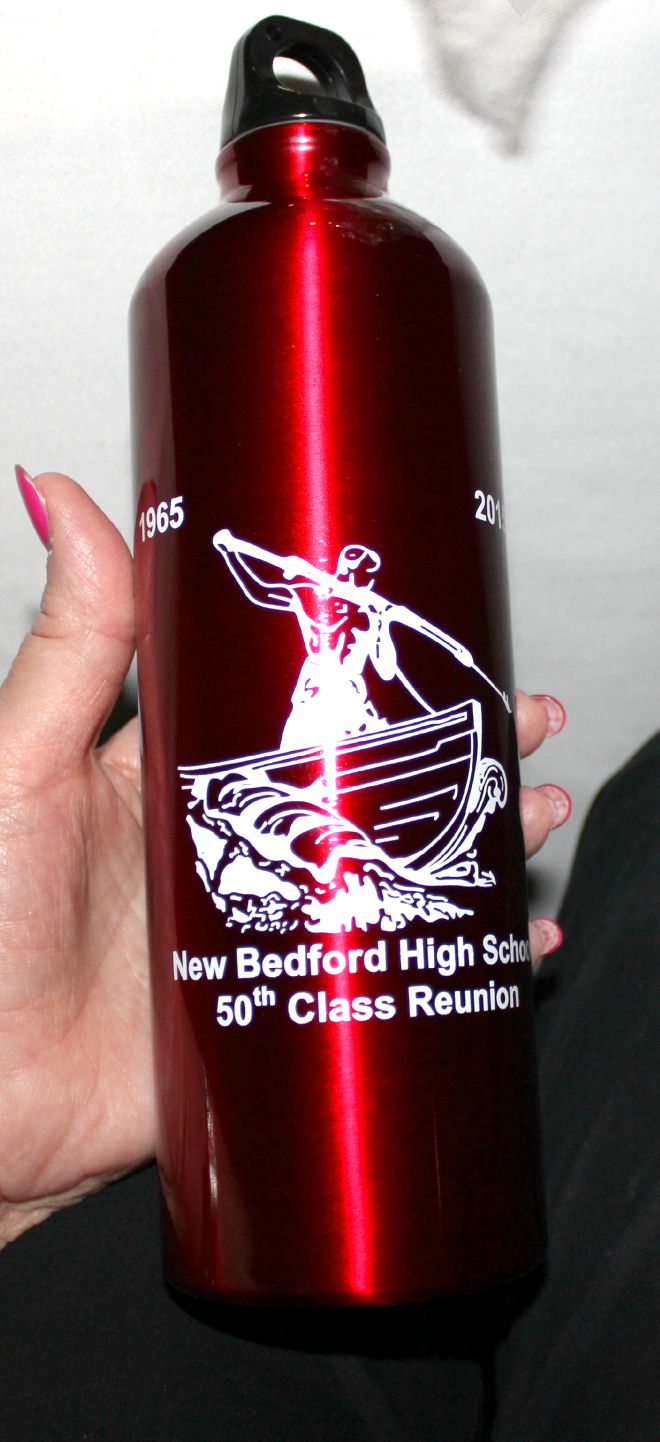 1965
201
New Bedford High Schoo
50th Class Reunion